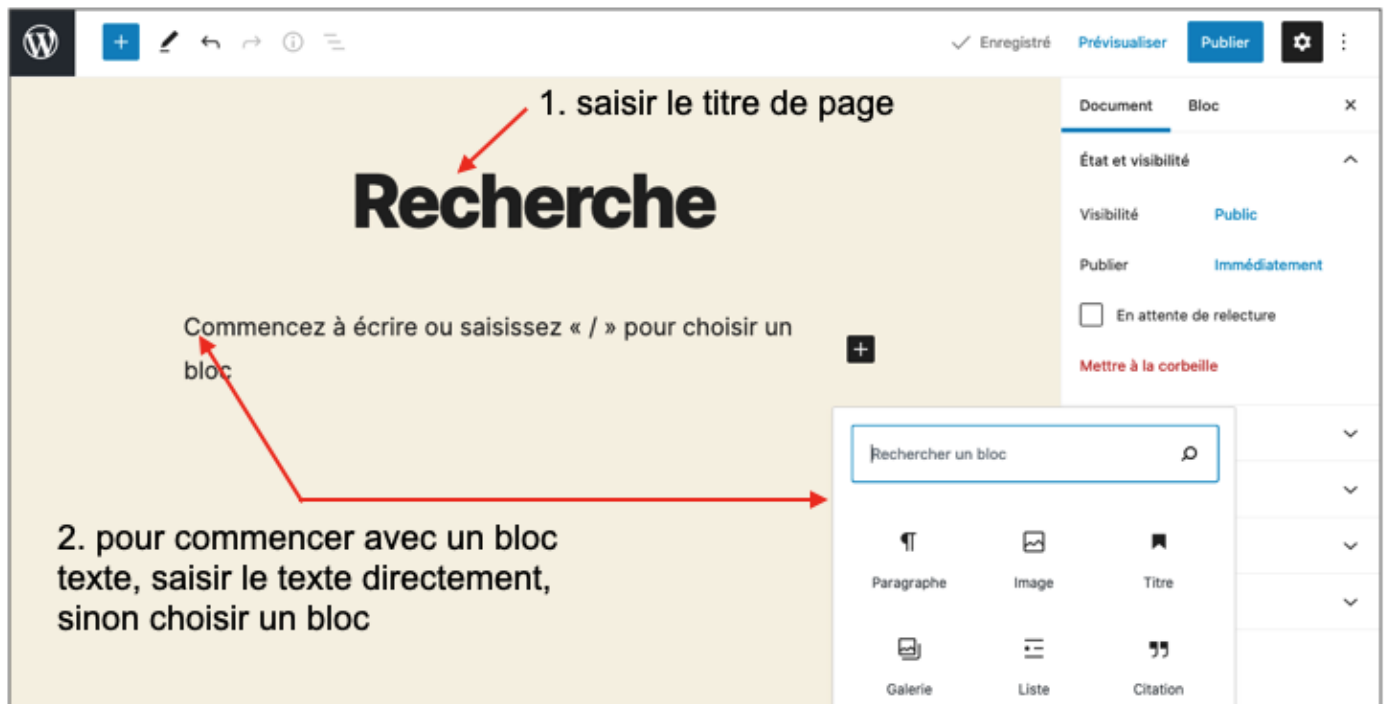 Enregistré Prévisualiser Publier
1. saisir le titre de page
Document Bloc
État et visibilité
Recherche
Visibilité Public
Publier Immédiatement
En attente de relecture
Commencez à écrire ou saisissez « / » pour choisir un
bloc
Mettre à la corbeille
Rechercher un bloc
2. pour commencer avec un bloc
texte, saisir le texte directement,
sinon choisir un bloc
Paragraphe Image Titre
Galerie Liste Citation